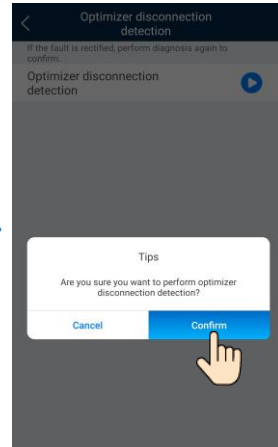 Optimizer disconnection
detection
If the fault is rectified, perform diagnosis again to
confirm.
Optimizer disconnection
detection
Tips
Are you sure you want to perform optimizer
disconnection detection?
Cancel Confirm